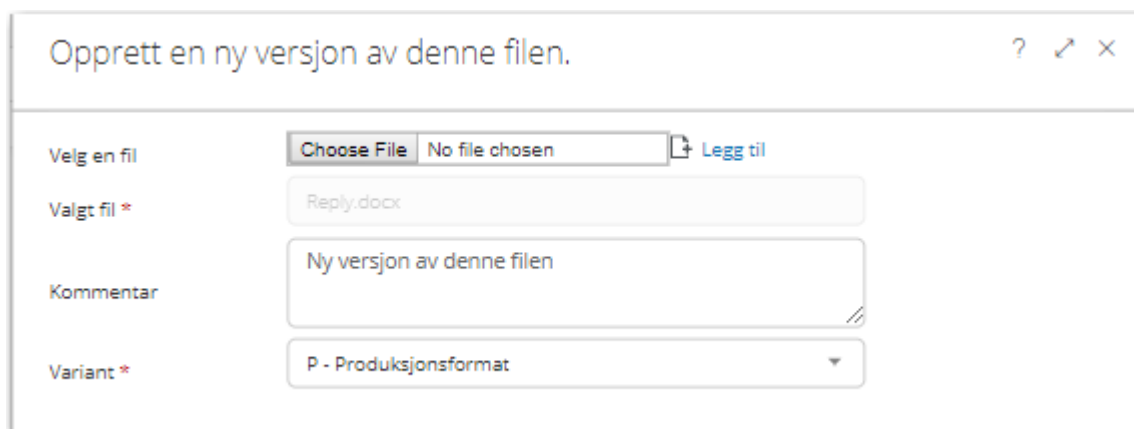 Opprett en ny versjon av denne filen. ?
Velg en fil Choose File No file chosen Legg til
Valgt fil * Reply.docx
Kommentar Ny versjon av denne filen
Variant * P - Produksjonsformat